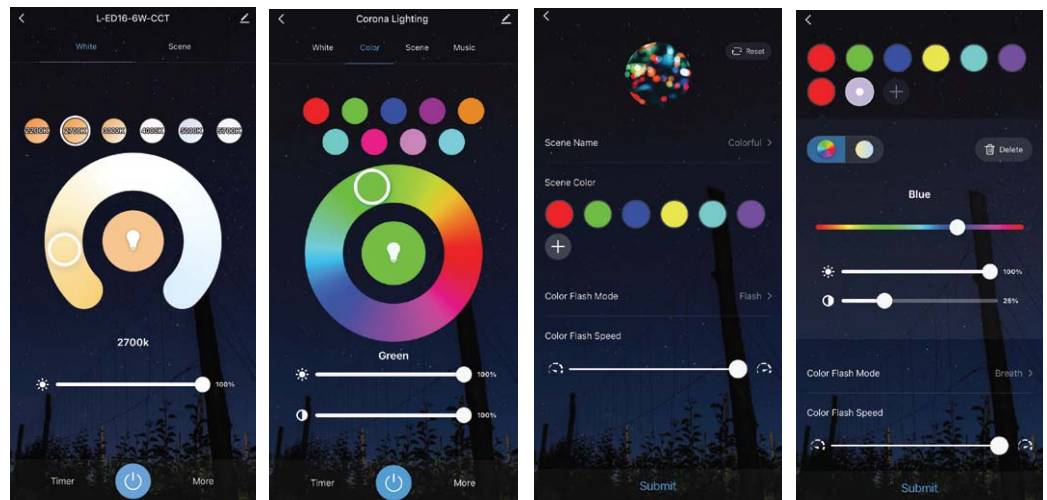 L-ED16-6W-CCT
White Scene
2200K 2700K 3000K 4000K 5000K 5700K
2700k
100%
Timer More
Corona Lighting
White Color Scene Music
Green
100%
100%
Timer More
Reset
Scene Name Colorful
Scene Color
Color Flash Mode Flash
Color Flash Speed
Submit
Delete
Blue
100%
25%
Color Flash Mode Breath
Color Flash Speed
Submit